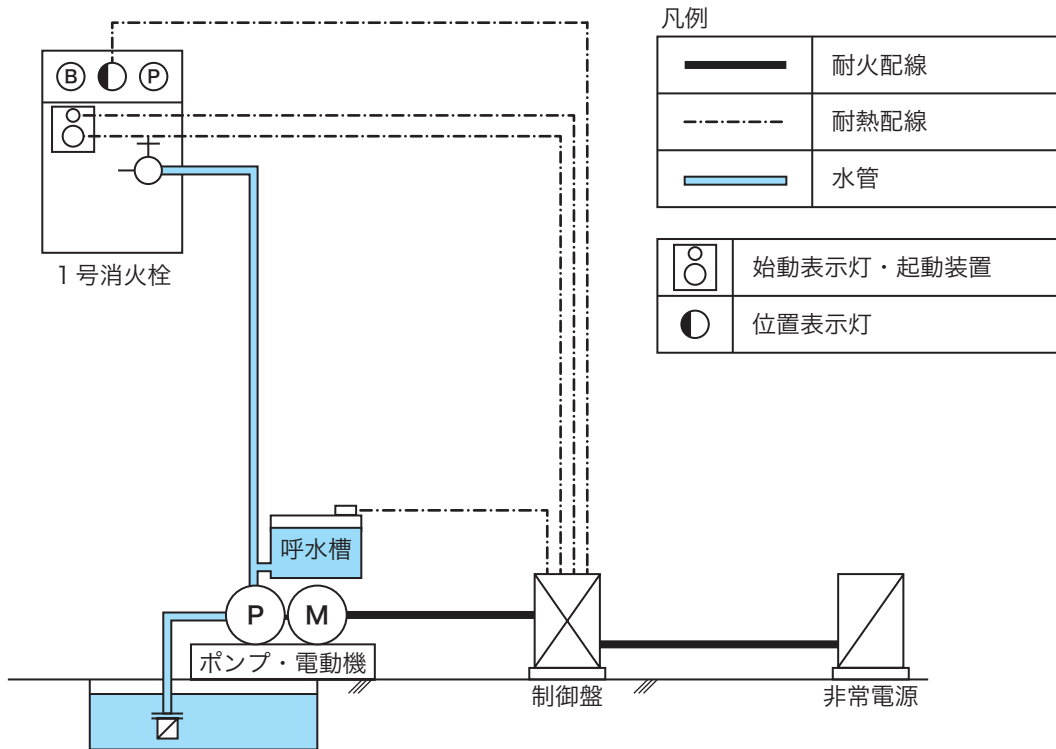 凡例
B
P
耐火配線
耐熱配線
水管
1号消火栓
始動表示灯・起動装置
位置表示灯
呼水槽
P
M
ポンプ・電動機
制御盤
非常電源